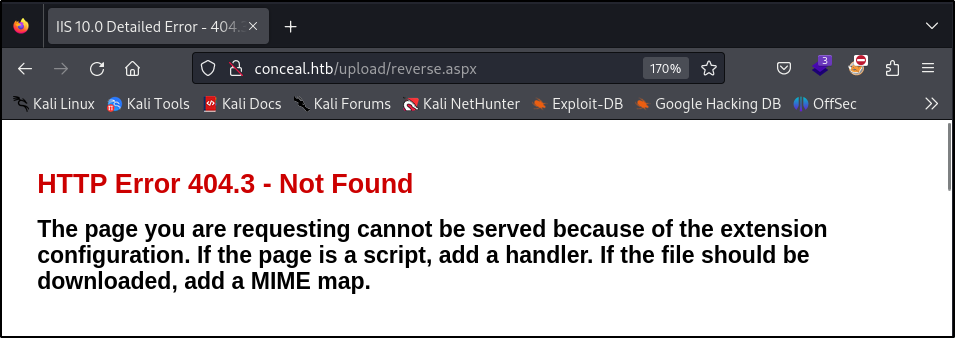 IIS 10.0 Detailed Error - 404.3
conceal.htb/upload/reverse.aspx 170% 3
Kali Linux Kali Tools Kali Docs Kali Forums Kali NetHunter Exploit-DB Google Hacking DB OffSec
HTTP Error 404.3 - Not Found
The page you are requesting cannot be served because of the extension
configuration. If the page is a script, add a handler. If the file should be
downloaded, add a MIME map.